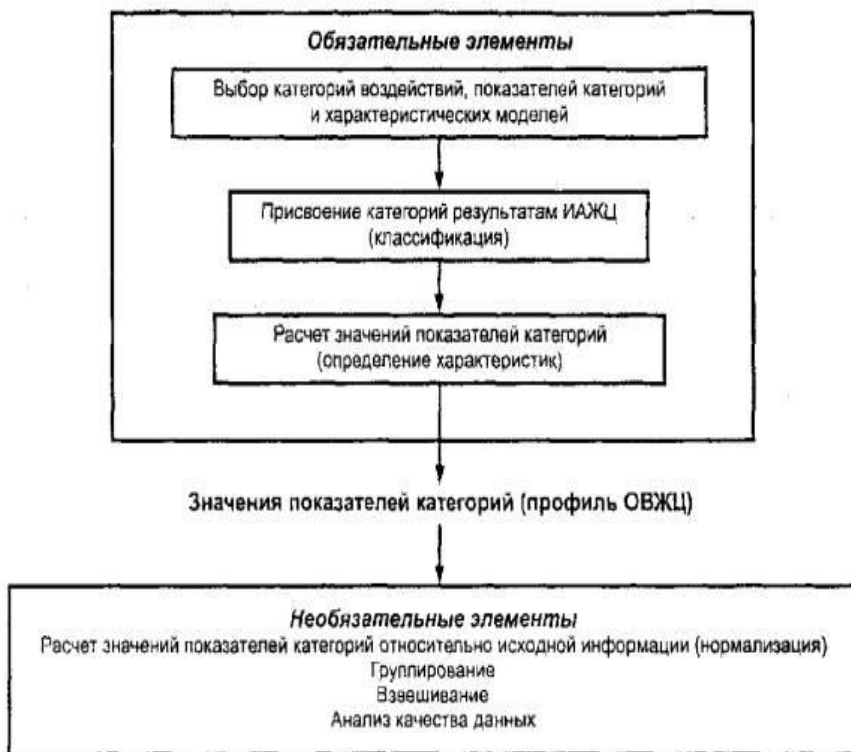 Обязательные элементы
Выбор категорий воздействий, показателей категорий
и характеристических моделей
Присвоение категорий результатам ИАЖЦ
(классификация)
Расчет значений показателей категорий
(определение характеристик)
Значения показателей категорий (профиль ОВЖЦ)
Необязательные элементы
Расчет значений показателей категорий относительно исходной информации (нормализация)
Группирование
Взвешивание
Анализ качества данных